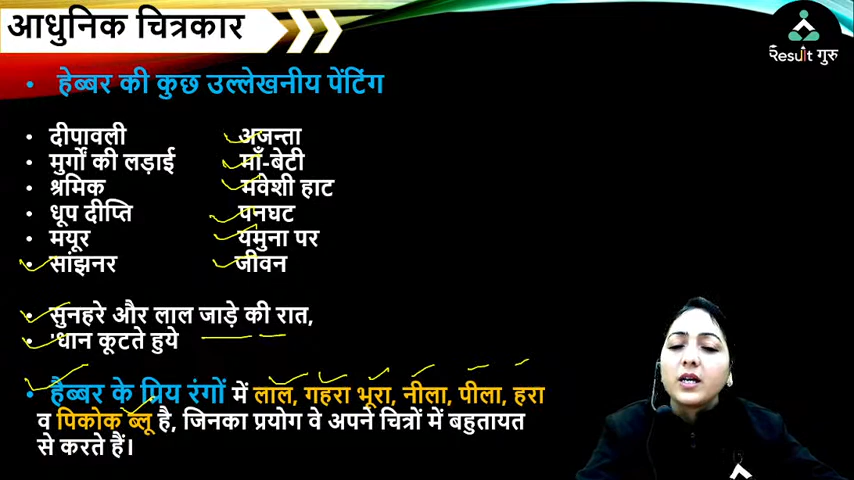 आधुनिक चित्रकार
Result गुरु
• हेब्बर की कुछ उल्लेखनीय पेंटिंग
• दीपावली अजन्ता
• मुर्गों की लड़ाई माँ-बेटी
• श्रमिक मवेशी हाट
• धूप दीप्ति पनघट
• मयूर यमुना पर
• सांझनर जीवन
• सुनहरे और लाल जाड़े की रात,
• 'धान कूटते हुये
• हैब्बर के प्रिय रंगों में लाल, गहरा भूरा, नीला, पीला, हरा
व पिकोक ब्लू है, जिनका प्रयोग वे अपने चित्रों में बहुतायत
से करते हैं।